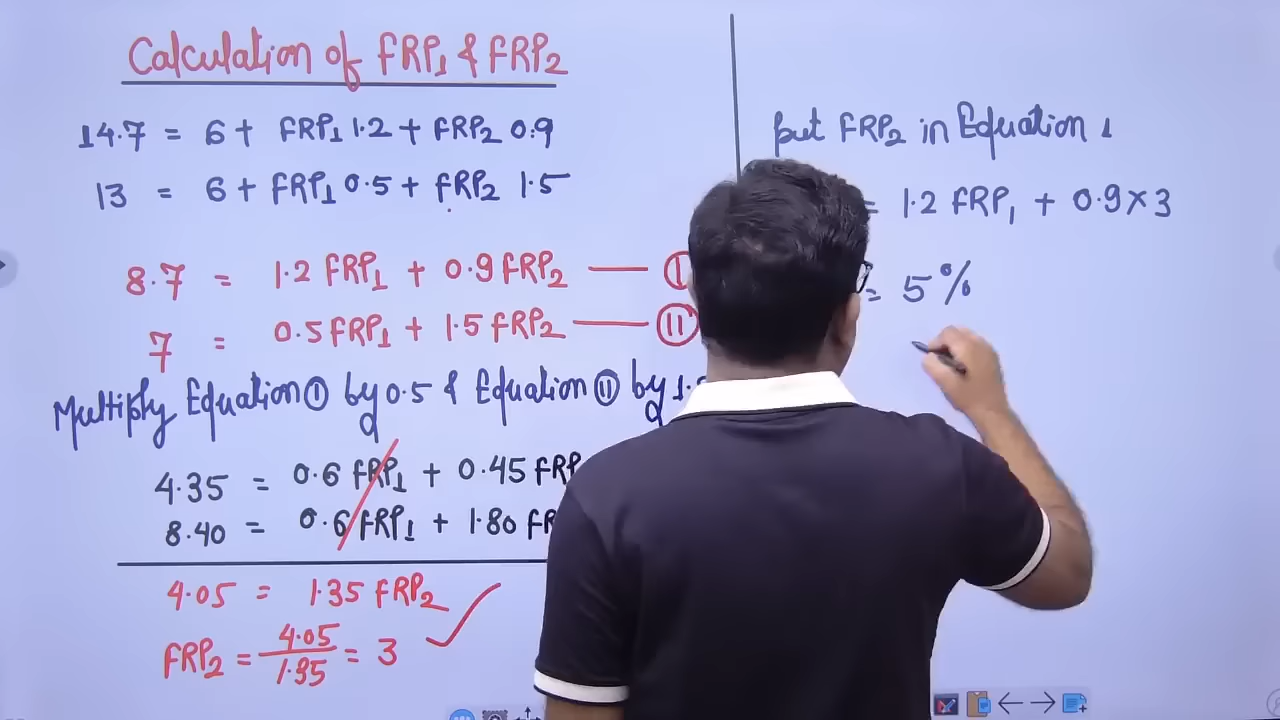 Calculation of FRP₁ & FRP₂
14.7 = 6 + FRP₁ 1.2 + FRP₂ 0.9
13 = 6 + FRP₁ 0.5 + FRP₂ 1.5
8.7 = 1.2 FRP₁ + 0.9 FRP₂ —— I
7 = 0.5 FRP₁ + 1.5 FRP₂ —— II
Multiply Equation I by 0.5 & Equation II by
4.35 = 0.6 FRP₁ + 0.45
8.40 = 0.6 FRP₁ + 1.80
4.05 = 1.35 FRP₂
FRP₂ = 4.05/1.35 = 3
put FRP₂ in Equation 1
= 1.2 FRP₁ + 0.9 × 3
= 5%